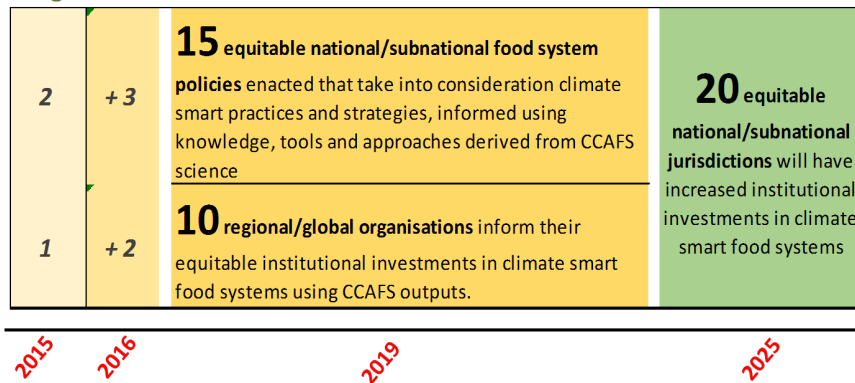 2
+ 3
15 equitable national/subnational food system
policies enacted that take into consideration climate
smart practices and strategies, informed using
knowledge, tools and approaches derived from CCAFS
science
1
+ 2
10 regional/global organisations inform their
equitable institutional investments in climate smart
food systems using CCAFS outputs.
20 equitable
national/subnational
jurisdictions will have
increased institutional
investments in climate
smart food systems
2015
2016
2019
2025